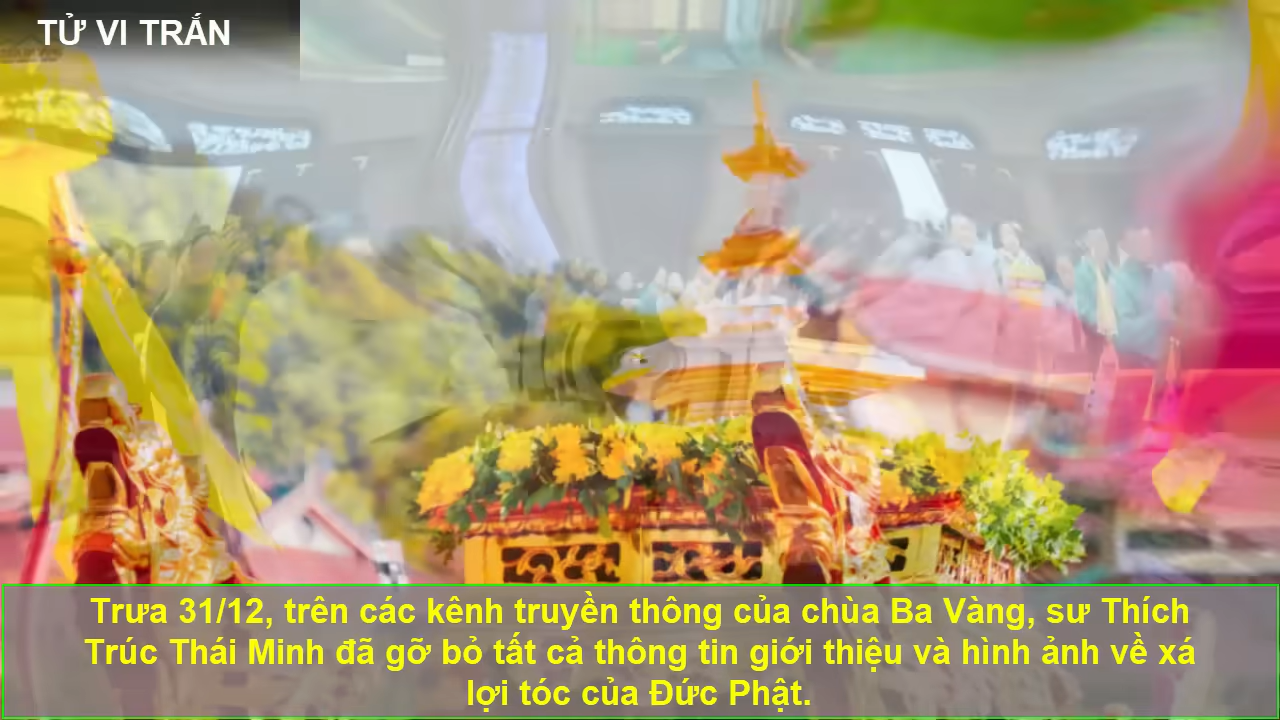 TỬ VI TRẮN
Trưa 31/12, trên các kênh truyền thông của chùa Ba Vàng, sư Thích
Trúc Thái Minh đã gỡ bỏ tất cả thông tin giới thiệu và hình ảnh về xá
lợi tóc của Đức Phật.